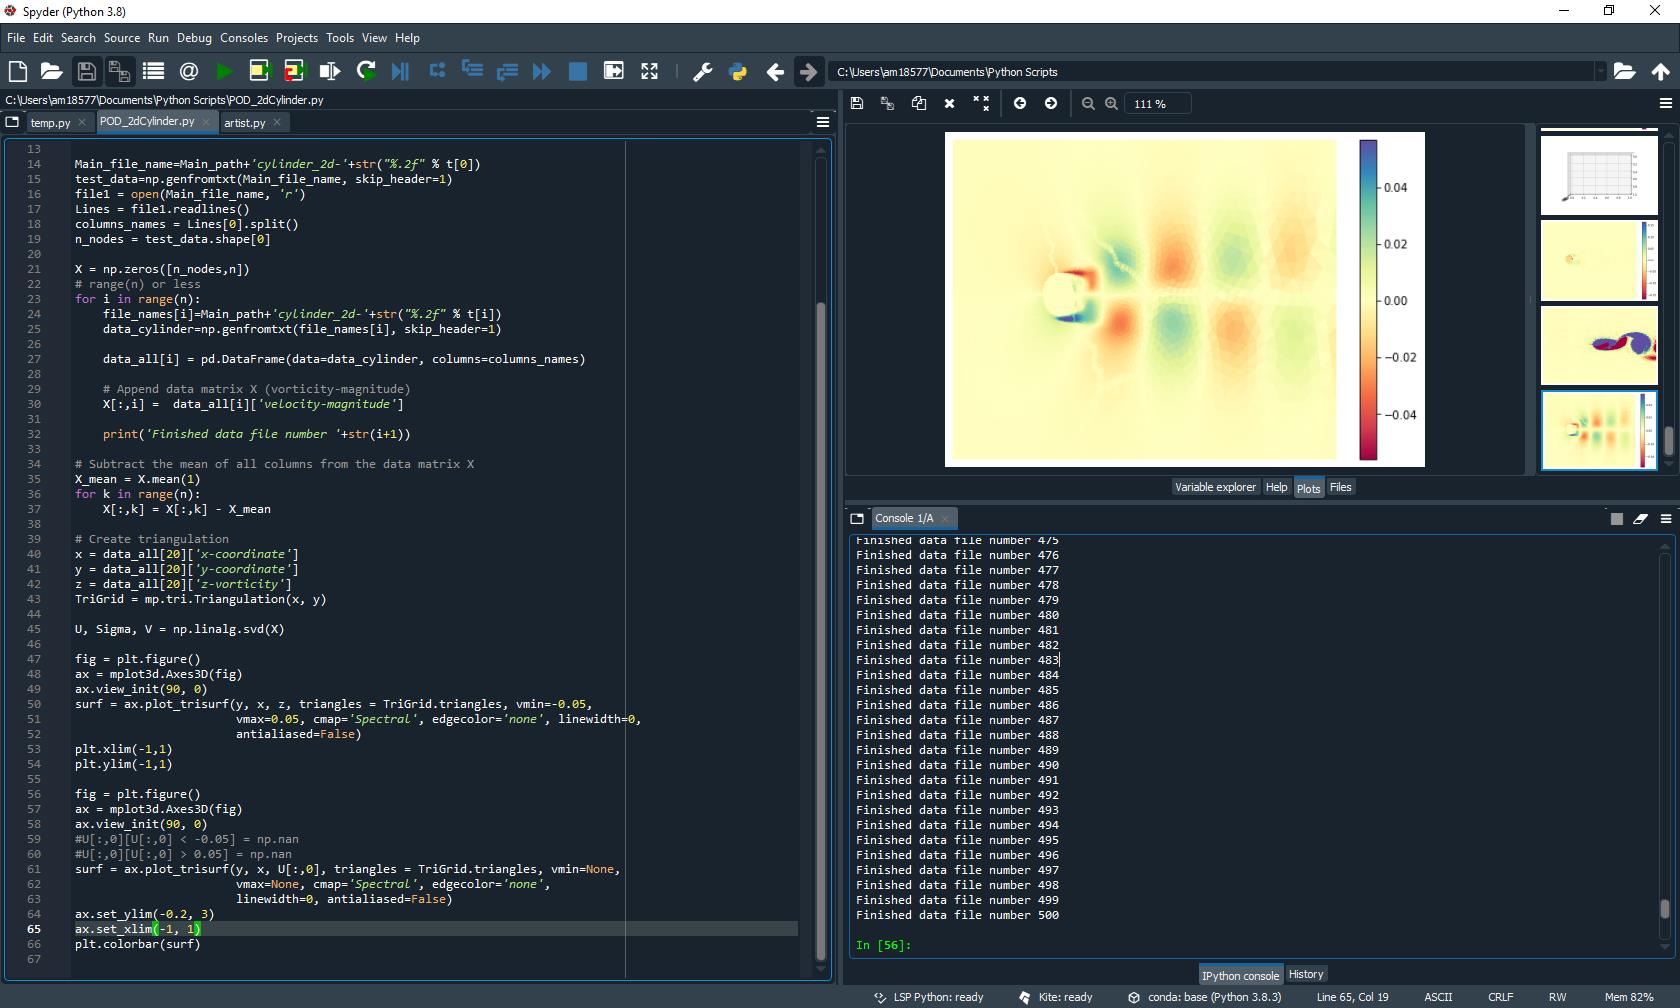 Spyder (Python 3.8)
File Edit Search Source Run Debug Consoles Projects Tools View Help
C:\Users\am18577\Documents\Python Scripts
C:\Users\am18577\Documents\Python Scripts\POD_2dCylinder.py
temp.py POD_2dCylinder.py artist.py
13
14 Main_file_name=Main_path+'cylinder_2d-'+str("%.2f" % t[0])
15 test_data=np.genfromtxt(Main_file_name, skip_header=1)
16 file1 = open(Main_file_name, 'r')
17 Lines = file1.readlines()
18 columns_names = Lines[0].split()
19 n_nodes = test_data.shape[0]
20
21 X = np.zeros([n_nodes,n])
22 # range(n) or less
23 for i in range(n):
24     file_names[i]=Main_path+'cylinder_2d-'+str("%.2f" % t[i])
25     data_cylinder=np.genfromtxt(file_names[i], skip_header=1)
26
27     data_all[i] = pd.DataFrame(data=data_cylinder, columns=columns_names)
28
29     # Append data matrix X (vorticity-magnitude)
30     X[:,i] =  data_all[i]['velocity-magnitude']
31
32     print('Finished data file number '+str(i+1))
33
34 # Subtract the mean of all columns from the data matrix X
35 X_mean = X.mean(1)
36 for k in range(n):
37     X[:,k] = X[:,k] - X_mean
38
39 # Create triangulation
40 x = data_all[20]['x-coordinate']
41 y = data_all[20]['y-coordinate']
42 z = data_all[20]['z-vorticity']
43 TriGrid = mp.tri.Triangulation(x, y)
44
45 U, Sigma, V = np.linalg.svd(X)
46
47 fig = plt.figure()
48 ax = mplot3d.Axes3D(fig)
49 ax.view_init(90, 0)
50 surf = ax.plot_trisurf(y, x, z, triangles = TriGrid.triangles, vmin=-0.05,
51                        vmax=0.05, cmap='Spectral', edgecolor='none', linewidth=0,
52                        antialiased=False)
53 plt.xlim(-1,1)
54 plt.ylim(-1,1)
55
56 fig = plt.figure()
57 ax = mplot3d.Axes3D(fig)
58 ax.view_init(90, 0)
59 #U[:,0][U[:,0] < -0.05] = np.nan
60 #U[:,0][U[:,0] > 0.05] = np.nan
61 surf = ax.plot_trisurf(y, x, U[:,0], triangles = TriGrid.triangles, vmin=None,
62                        vmax=None, cmap='Spectral', edgecolor='none',
63                        linewidth=0, antialiased=False)
64 ax.set_ylim(-0.2, 3)
65 ax.set_xlim(-1, 1)
66 plt.colorbar(surf)
67
111 %
0.04
0.02
0.00
−0.02
−0.04
Variable explorer Help Plots Files
Console 1/A
Finished data file number 475
Finished data file number 476
Finished data file number 477
Finished data file number 478
Finished data file number 479
Finished data file number 480
Finished data file number 481
Finished data file number 482
Finished data file number 483
Finished data file number 484
Finished data file number 485
Finished data file number 486
Finished data file number 487
Finished data file number 488
Finished data file number 489
Finished data file number 490
Finished data file number 491
Finished data file number 492
Finished data file number 493
Finished data file number 494
Finished data file number 495
Finished data file number 496
Finished data file number 497
Finished data file number 498
Finished data file number 499
Finished data file number 500
In [56]:
IPython console History
LSP Python: ready Kite: ready conda: base (Python 3.8.3) Line 65, Col 19 ASCII CRLF RW Mem 82%